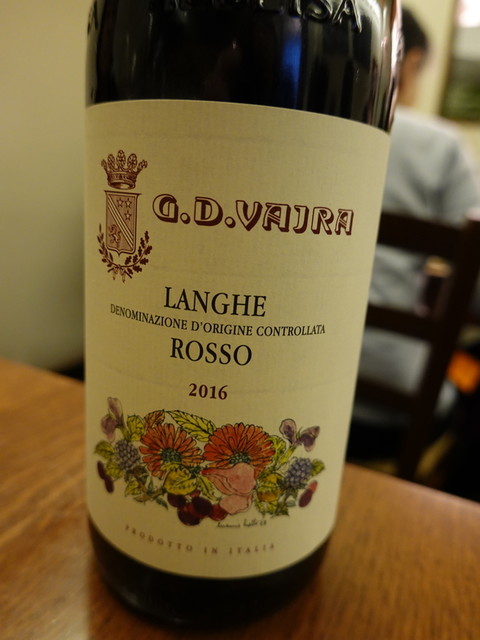 G.D.VAJRA
LANGHE
DENOMINAZIONE D'ORIGINE CONTROLLATA
ROSSO
2016
PRODOTTO IN ITALIA